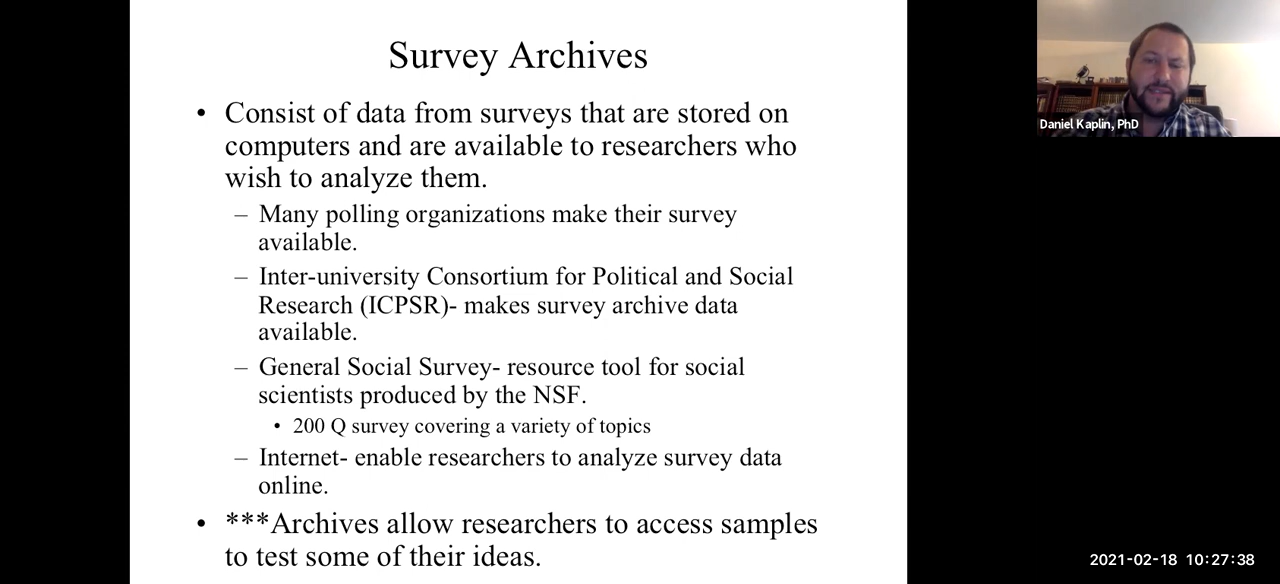 Survey Archives
• Consist of data from surveys that are stored on
computers and are available to researchers who
wish to analyze them.
– Many polling organizations make their survey
available.
– Inter-university Consortium for Political and Social
Research (ICPSR)- makes survey archive data
available.
– General Social Survey- resource tool for social
scientists produced by the NSF.
• 200 Q survey covering a variety of topics
– Internet- enable researchers to analyze survey data
online.
• ***Archives allow researchers to access samples
to test some of their ideas.
Daniel Kaplin, PhD
2021-02-18 10:27:38